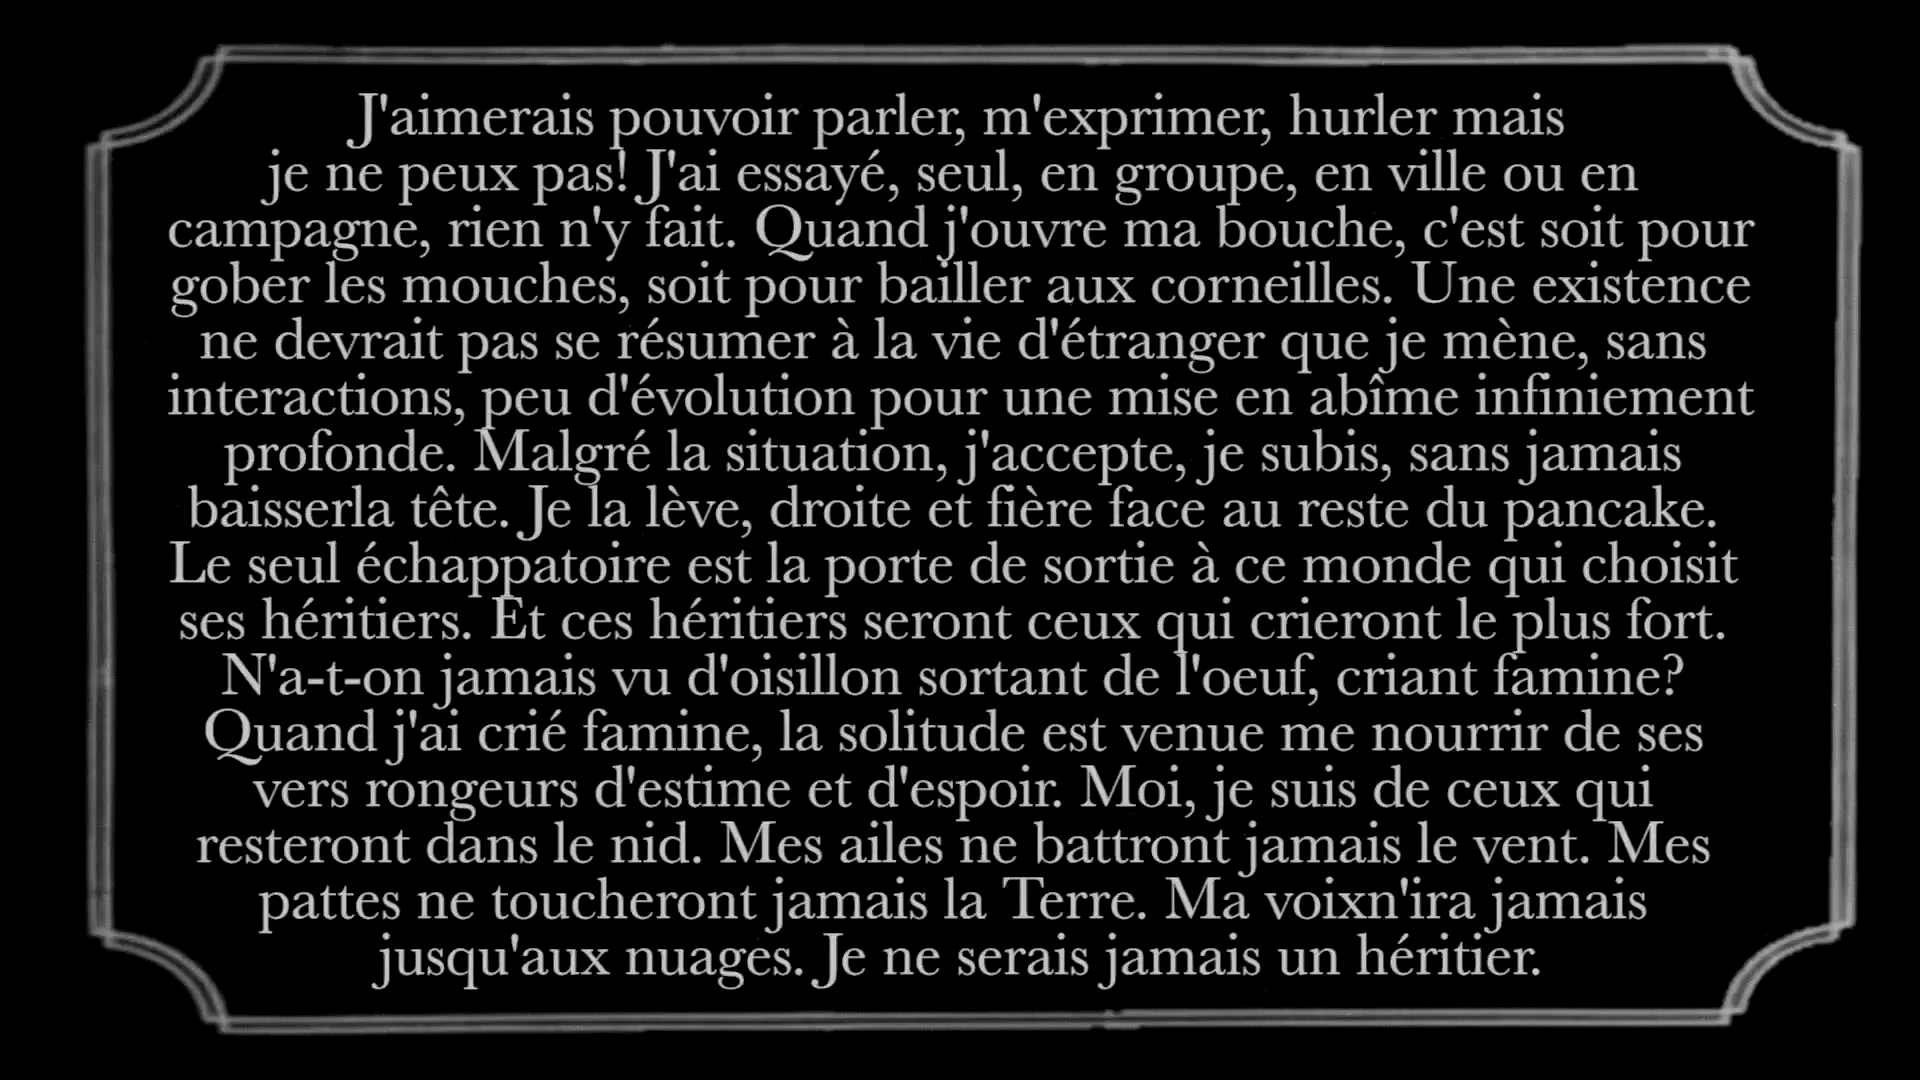 J'aimerais pouvoir parler, m'exprimer, hurler mais
je ne peux pas! J'ai essayé, seul, en groupe, en ville ou en
campagne, rien n'y fait. Quand j'ouvre ma bouche, c'est soit pour
gober les mouches, soit pour bailler aux corneilles. Une existence
ne devrait pas se résumer à la vie d'étranger que je mène, sans
interactions, peu d'évolution pour une mise en abîme infiniement
profonde. Malgré la situation, j'accepte, je subis, sans jamais
baisserla tête. Je la lève, droite et fière face au reste du pancake.
Le seul échappatoire est la porte de sortie à ce monde qui choisit
ses héritiers. Et ces héritiers seront ceux qui crieront le plus fort.
N'a-t-on jamais vu d'oisillon sortant de l'oeuf, criant famine?
Quand j'ai crié famine, la solitude est venue me nourrir de ses
vers rongeurs d'estime et d'espoir. Moi, je suis de ceux qui
resteront dans le nid. Mes ailes ne battront jamais le vent. Mes
pattes ne toucheront jamais la Terre. Ma voixn'ira jamais
jusqu'aux nuages. Je ne serais jamais un héritier.